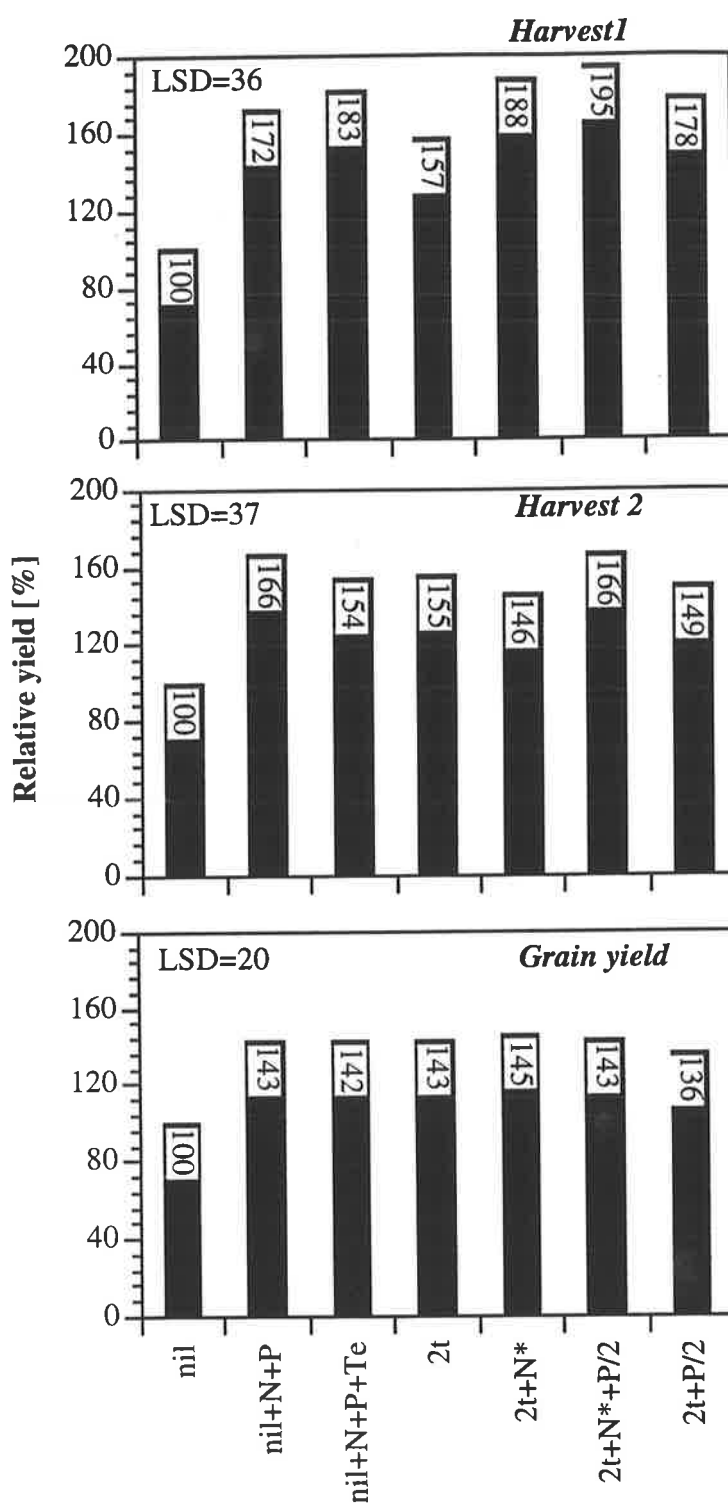 Harvest1
LSD=36
200
160
120
80
40
0
100
172
183
157
188
195
178
Relative yield [%]
LSD=37
Harvest 2
200
160
120
80
40
0
100
166
154
155
146
166
149
LSD=20
Grain yield
200
160
120
80
40
0
100
143
142
143
145
143
136
nil
nil+N+P
nil+N+P+Te
2t
2t+N*
2t+N*+P/2
2t+P/2